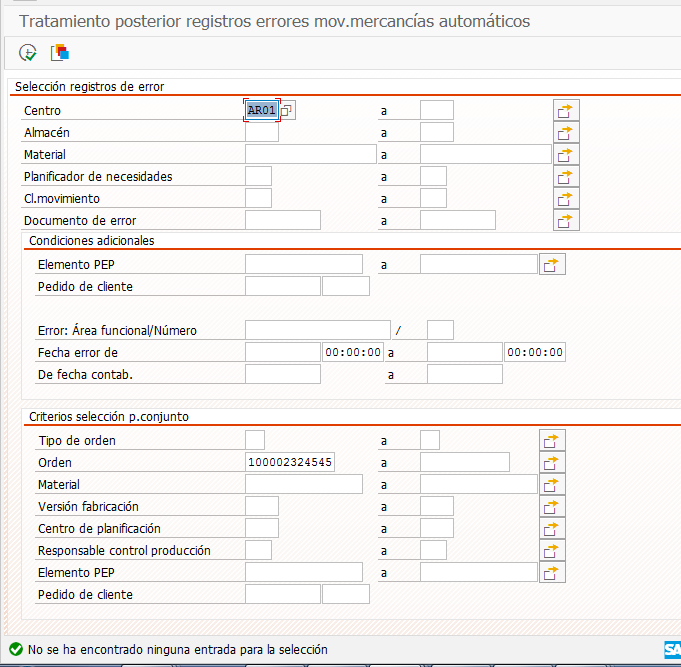 Tratamiento posterior registros errores mov.mercancías automáticos
Selección registros de error
Centro AR01 a
Almacén a
Material a
Planificador de necesidades a
Cl.movimiento a
Documento de error a
Condiciones adicionales
Elemento PEP a
Pedido de cliente
Error: Área funcional/Número /
Fecha error de 00:00:00 a 00:00:00
De fecha contab. a
Criterios selección p.conjunto
Tipo de orden a
Orden 100002324545 a
Material a
Versión fabricación a
Centro de planificación a
Responsable control producción a
Elemento PEP a
Pedido de cliente
No se ha encontrado ninguna entrada para la selección SA